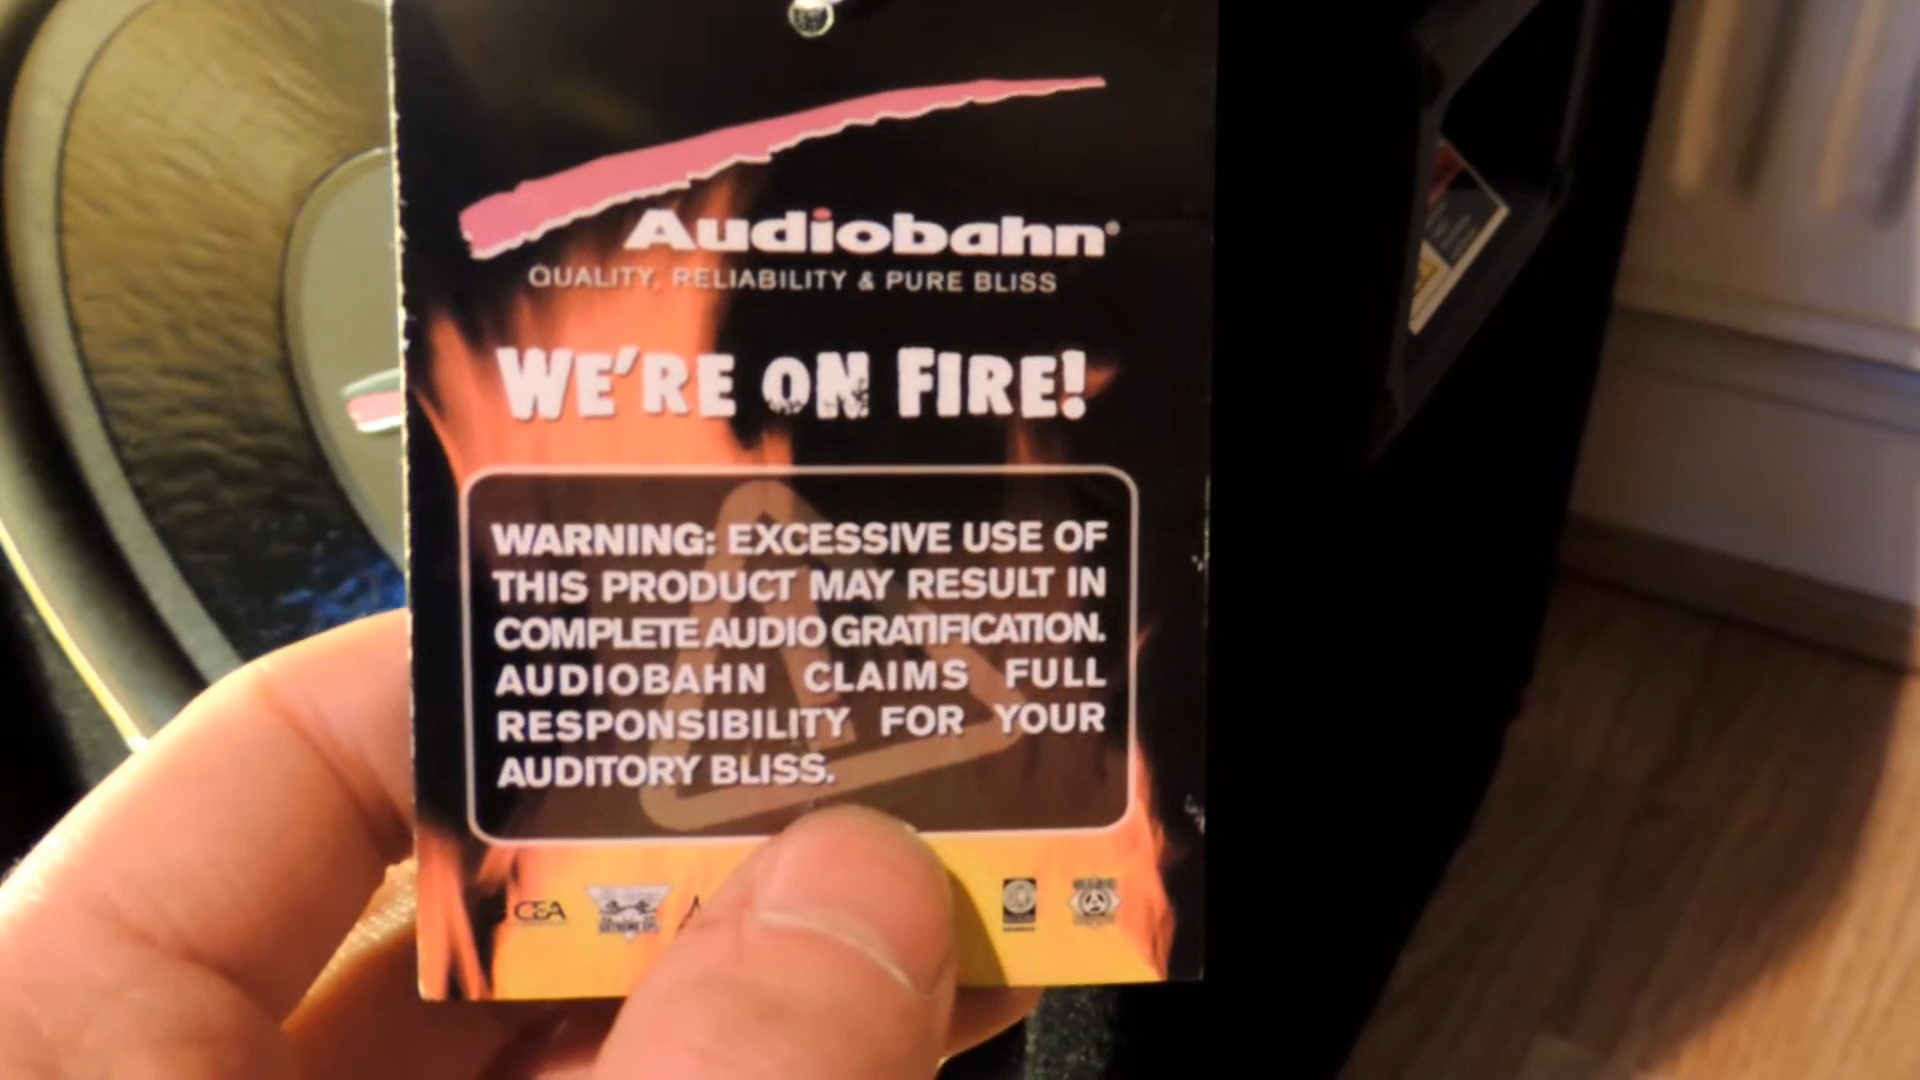 Audiobahn®
QUALITY, RELIABILITY & PURE BLISS
WE'RE ON FIRE!
WARNING: EXCESSIVE USE OF
THIS PRODUCT MAY RESULT IN
COMPLETE AUDIO GRATIFICATION.
AUDIOBAHN CLAIMS FULL
RESPONSIBILITY FOR YOUR
AUDITORY BLISS.
CEA